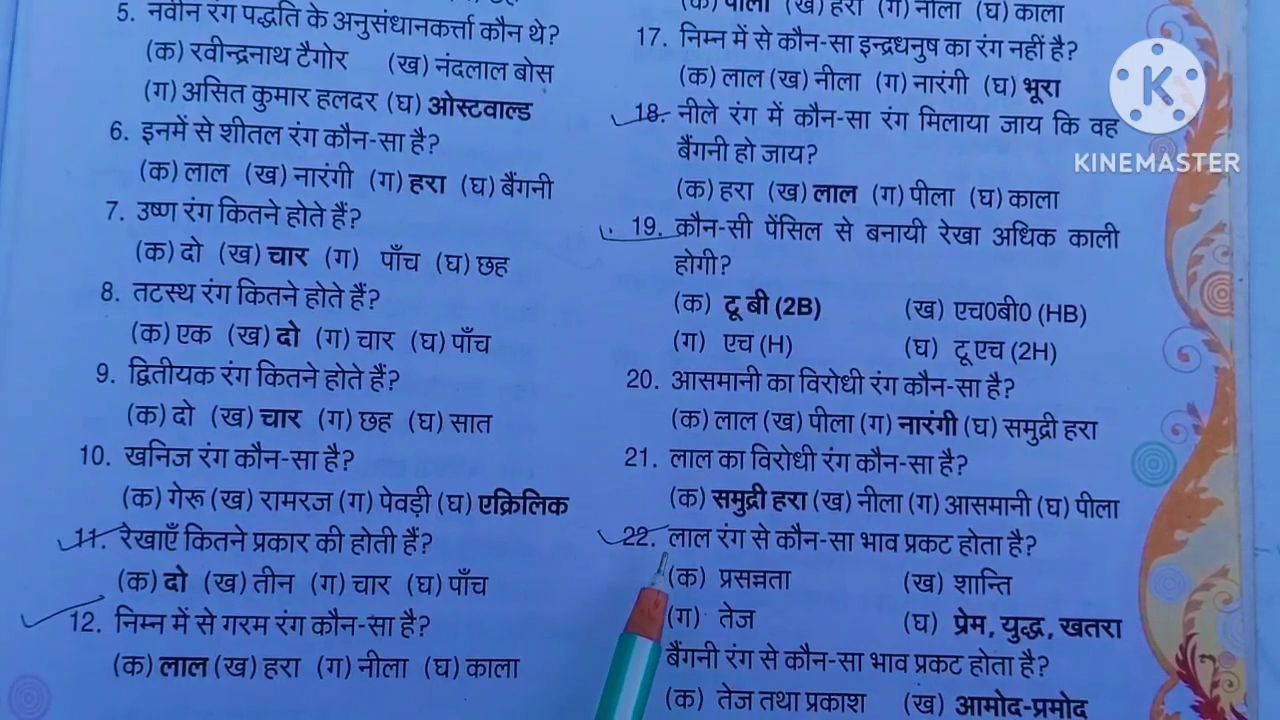 5. नवीन रंग पद्धति के अनुसंधानकर्त्ता कौन थे?
(क) रवीन्द्रनाथ टैगोर (ख) नंदलाल बोस
(ग) असित कुमार हलदर (घ) ओस्टवाल्ड
6. इनमें से शीतल रंग कौन-सा है?
(क) लाल (ख) नारंगी (ग) हरा (घ) बैंगनी
7. उष्ण रंग कितने होते हैं?
(क) दो (ख) चार (ग) पाँच (घ) छह
8. तटस्थ रंग कितने होते हैं?
(क) एक (ख) दो (ग) चार (घ) पाँच
9. द्वितीयक रंग कितने होते हैं?
(क) दो (ख) चार (ग) छह (घ) सात
10. खनिज रंग कौन-सा है?
(क) गेरू (ख) रामरज (ग) पेवड़ी (घ) एक्रिलिक
11. रेखाएँ कितने प्रकार की होती हैं?
(क) दो (ख) तीन (ग) चार (घ) पाँच
12. निम्न में से गरम रंग कौन-सा है?
(क) लाल (ख) हरा (ग) नीला (घ) काला
(क) पीला (ख) हरा (ग) नीला (घ) काला
17. निम्न में से कौन-सा इन्द्रधनुष का रंग नहीं है?
(क) लाल (ख) नीला (ग) नारंगी (घ) भूरा
18. नीले रंग में कौन-सा रंग मिलाया जाय कि वह
बैंगनी हो जाय?
(क) हरा (ख) लाल (ग) पीला (घ) काला
19. कौन-सी पेंसिल से बनायी रेखा अधिक काली
होगी?
(क) टू बी (2B) (ख) एच0बी0 (HB)
(ग) एच (H) (घ) टू एच (2H)
20. आसमानी का विरोधी रंग कौन-सा है?
(क) लाल (ख) पीला (ग) नारंगी (घ) समुद्री हरा
21. लाल का विरोधी रंग कौन-सा है?
(क) समुद्री हरा (ख) नीला (ग) आसमानी (घ) पीला
22. लाल रंग से कौन-सा भाव प्रकट होता है?
(क) प्रसन्नता (ख) शान्ति
(ग) तेज (घ) प्रेम, युद्ध, खतरा
बैंगनी रंग से कौन-सा भाव प्रकट होता है?
(क) तेज तथा प्रकाश (ख) आमोद-प्रमोद
K
KINEMASTER